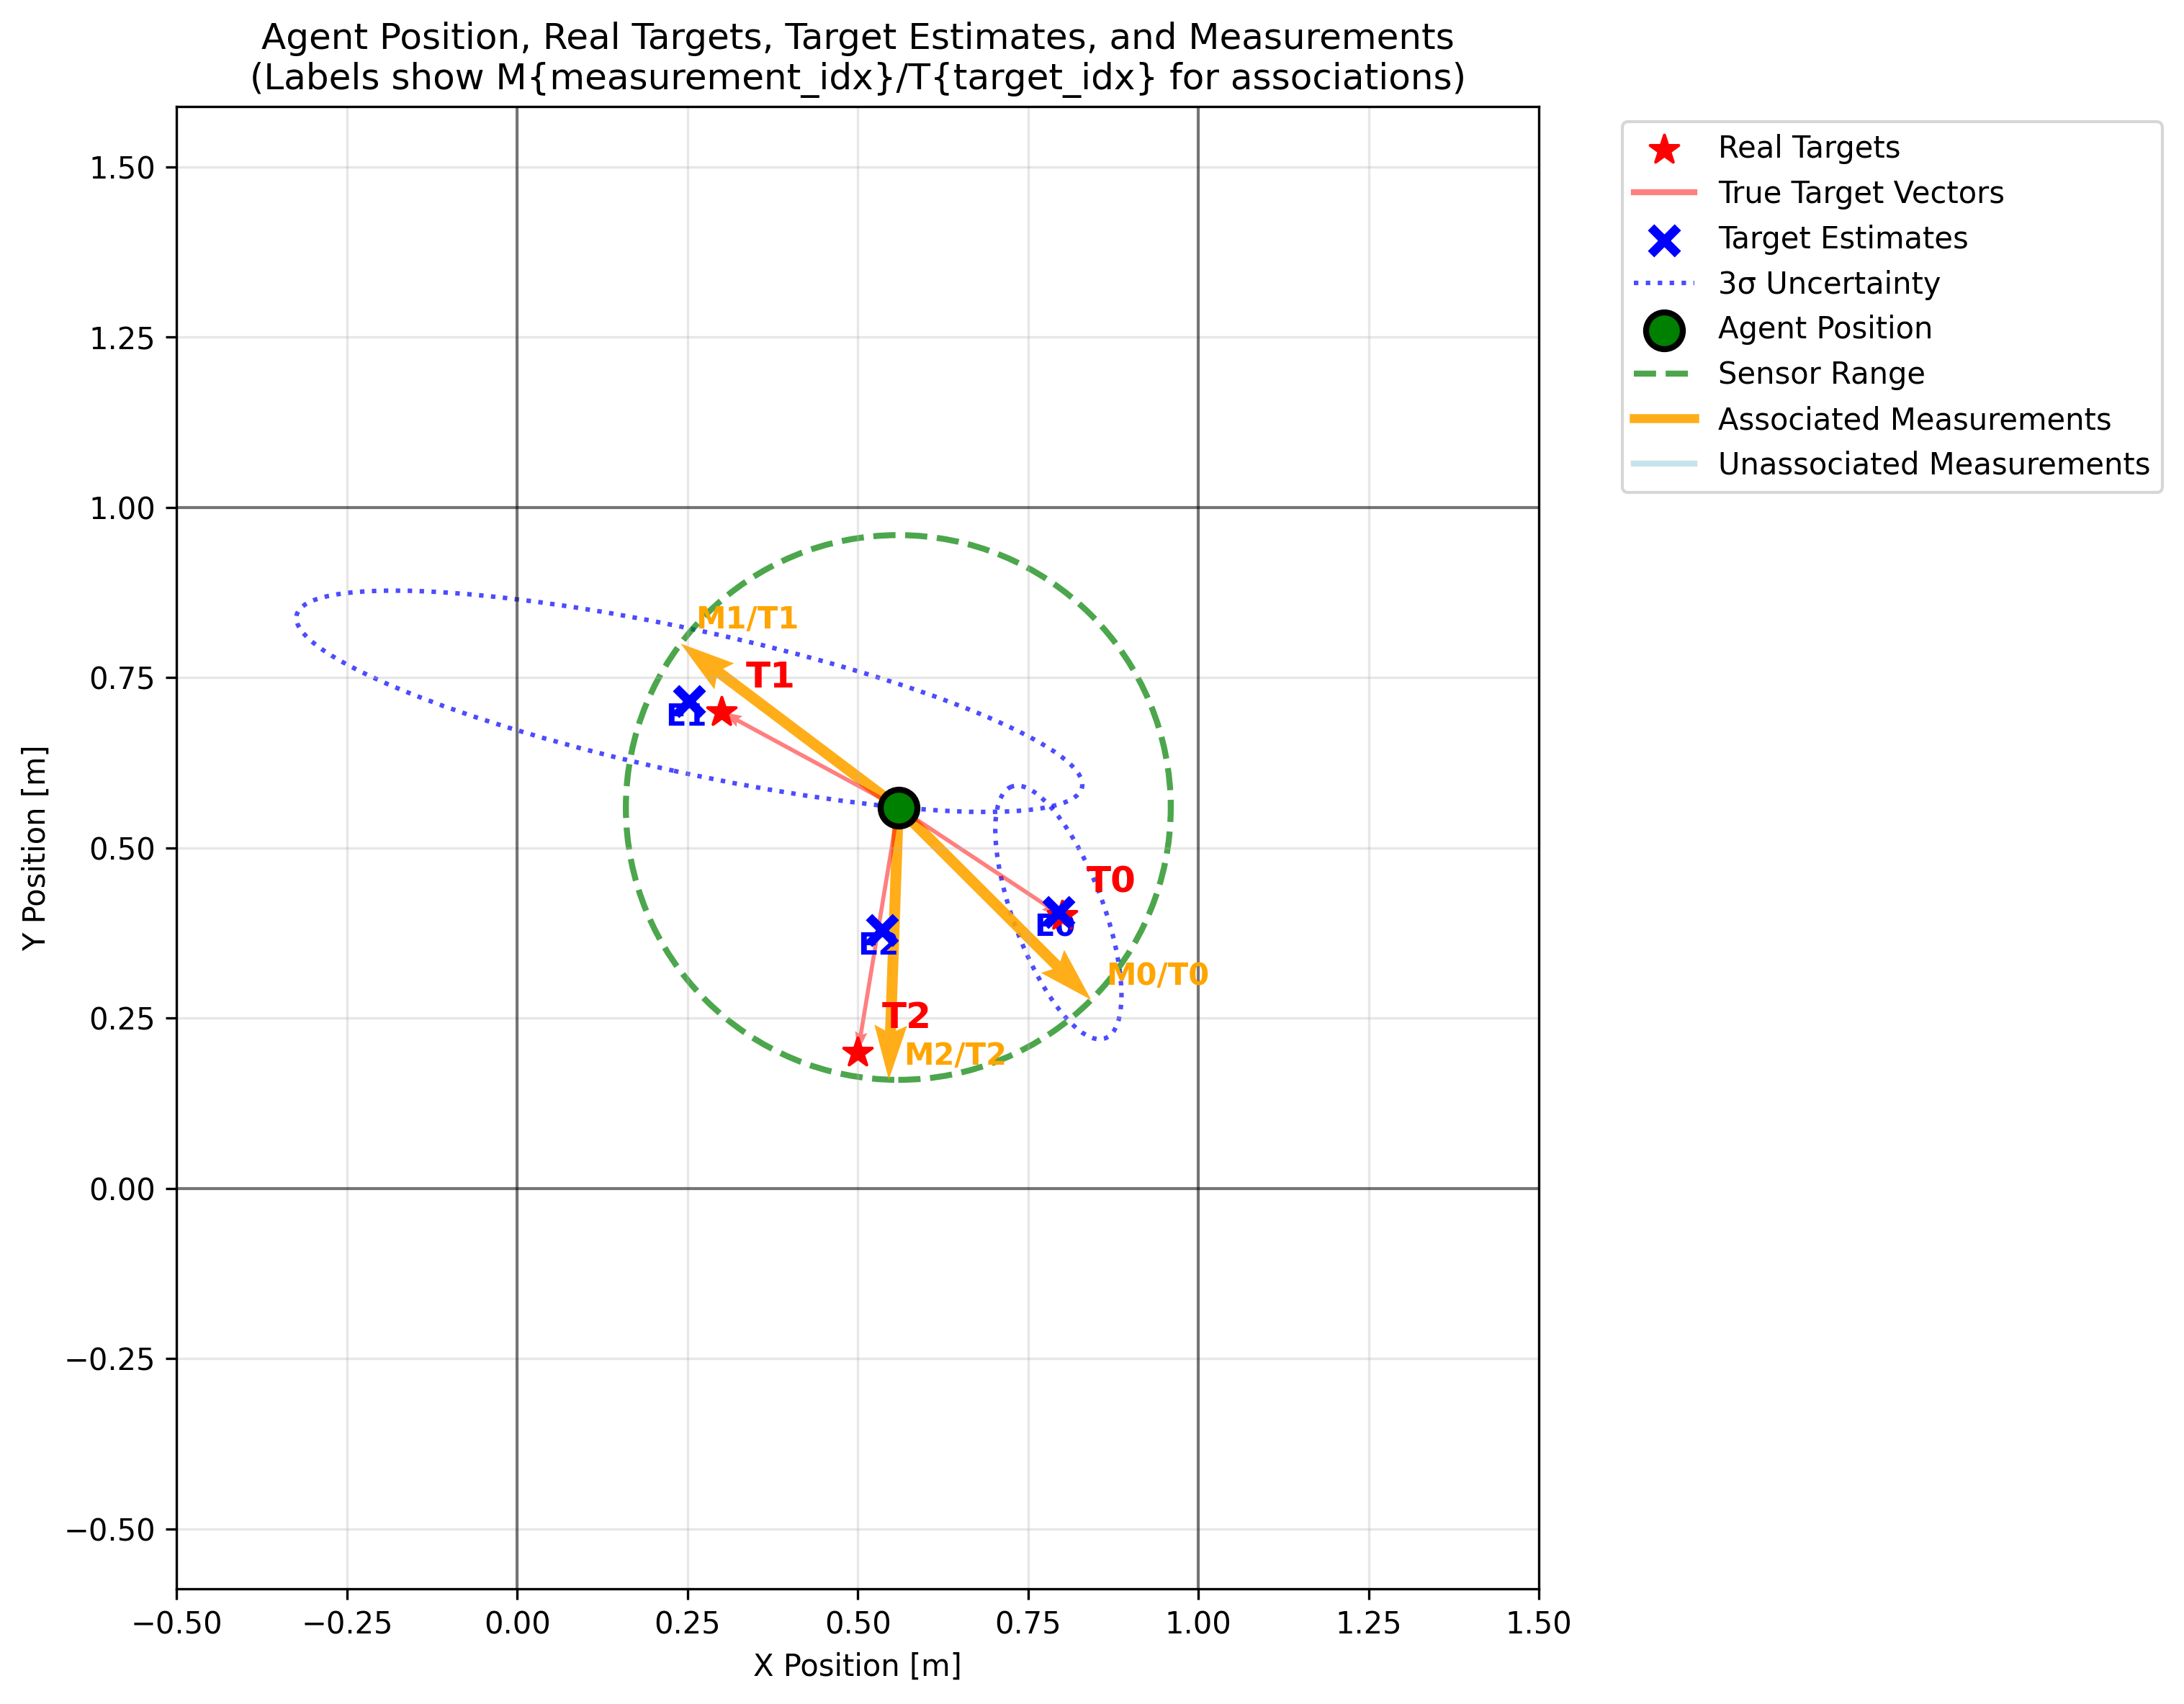 Agent Position, Real Targets, Target Estimates, and Measurements
(Labels show M{measurement_idx}/T{target_idx} for associations)
Real Targets
True Target Vectors
Target Estimates
3σ Uncertainty
Agent Position
Sensor Range
Associated Measurements
Unassociated Measurements
Y Position [m]
1.50
1.25
1.00
0.75
0.50
0.25
0.00
−0.25
−0.50
M1/T1
T1
E1
T0
E0
E2
M0/T0
T2
M2/T2
−0.50
−0.25
0.00
0.25
0.50
0.75
1.00
1.25
1.50
X Position [m]